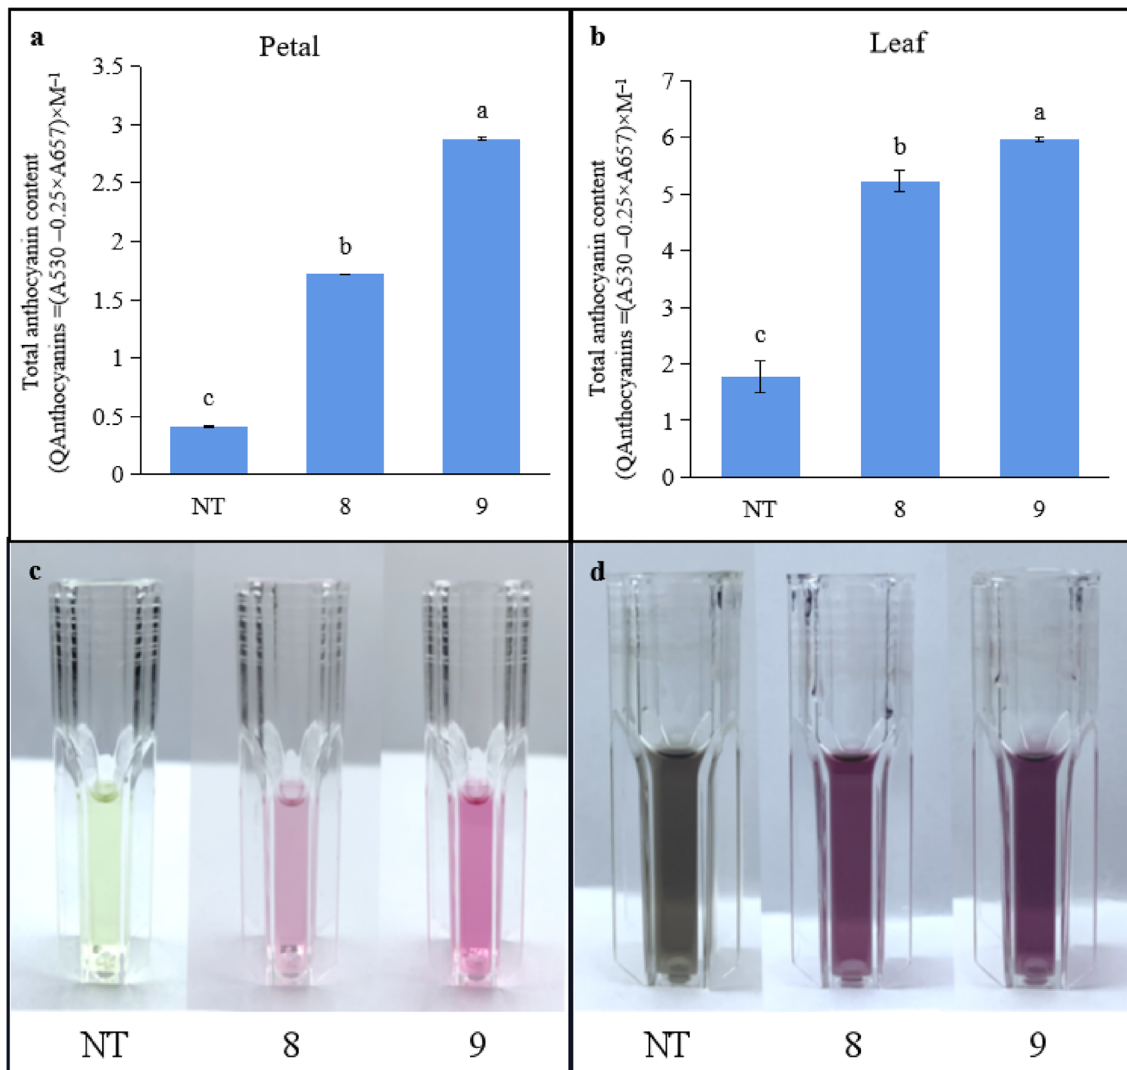 a
Petal
Total anthocyanin content
(QAnthocyanins =(A530 –0.25×A657)×M⁻¹
3.5
3
2.5
2
1.5
1
0.5
0
c
b
a
NT
8
9
b
Leaf
Total anthocyanin content
(QAnthocyanins =(A530 –0.25×A657)×M⁻¹
7
6
5
4
3
2
1
0
c
b
a
NT
8
9
c
NT
8
9
d
NT
8
9